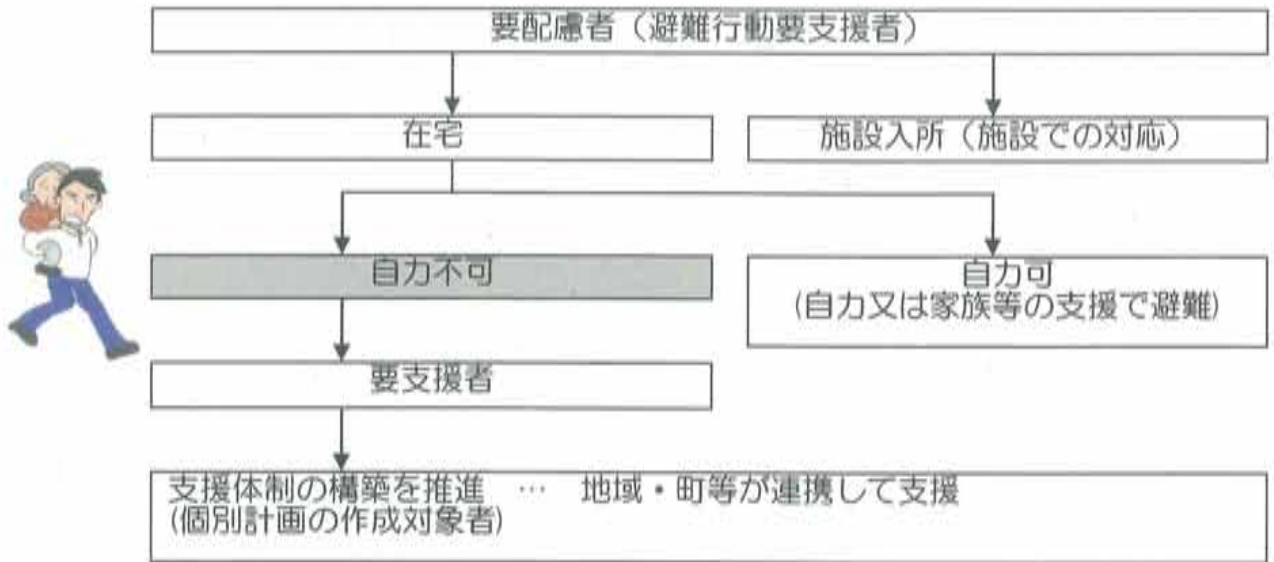 要配慮者（避難行動要支援者）
在宅
施設入所（施設での対応）
自力不可
自力可
(自力又は家族等の支援で避難)
要支援者
支援体制の構築を推進　…　地域・町等が連携して支援
(個別計画の作成対象者)